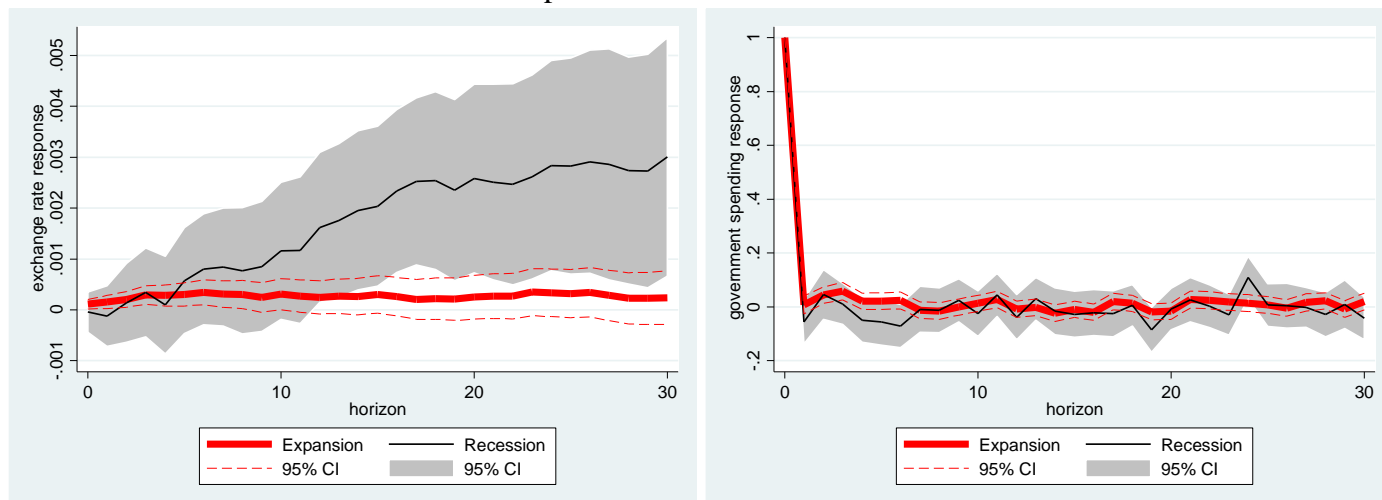 exchange rate response
.005
.004
.003
.002
.001
0
-.001
0 10 20 30
horizon
Expansion Recession
95% CI 95% CI
government spending response
1
.8
.6
.4
.2
0
-.2
0 10 20 30
horizon
Expansion Recession
95% CI 95% CI